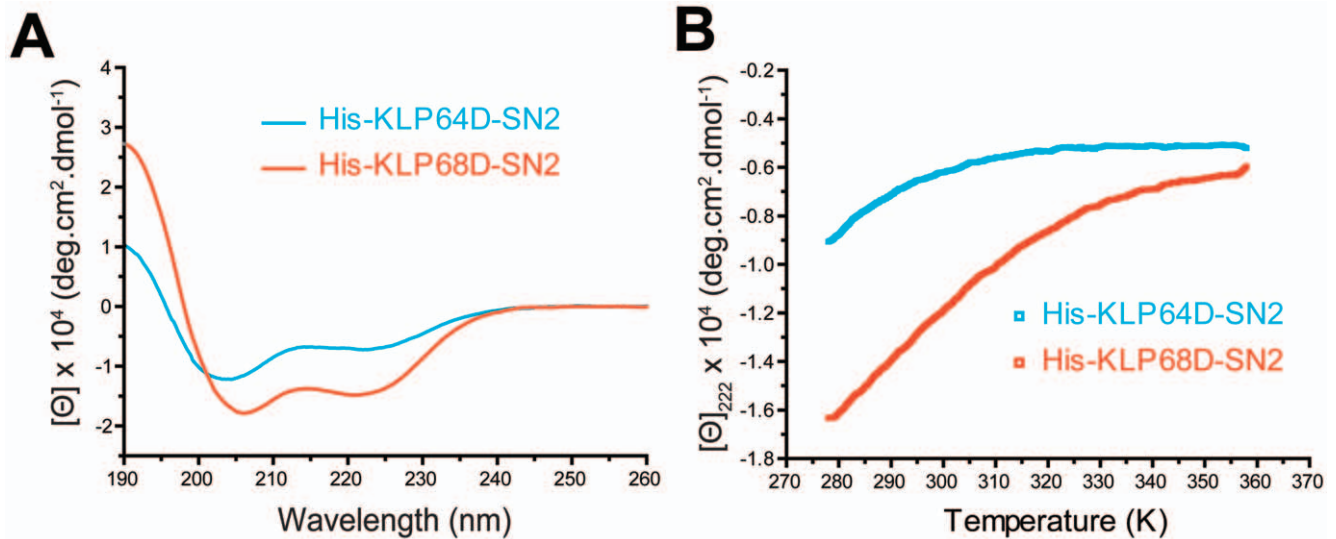 A
[Θ] x 10⁴ (deg.cm².dmol⁻¹)
4
3
2
1
0
-1
-2
His-KLP64D-SN2
His-KLP68D-SN2
190 200 210 220 230 240 250 260
Wavelength (nm)
B
[Θ]₂₂₂ x 10⁴ (deg.cm².dmol⁻¹)
-0.2
-0.4
-0.6
-0.8
-1.0
-1.2
-1.4
-1.6
-1.8
His-KLP64D-SN2
His-KLP68D-SN2
270 280 290 300 310 320 330 340 350 360 370
Temperature (K)